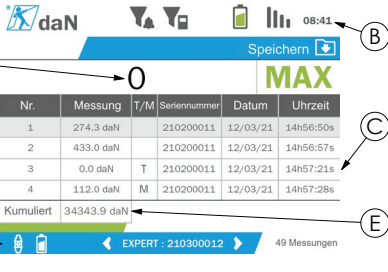 daN 08:41 B
Speichern
0 MAX
Nr. Messung T/M Seriennummer Datum Uhrzeit
1 274.3 daN 210200011 12/03/21 14h56:50s
2 433.0 daN 210200011 12/03/21 14h56:57s
3 0.0 daN T 210200011 12/03/21 14h57:21s
4 112.0 daN M 210200011 12/03/21 14h57:28s
C
Kumuliert 34343.9 daN E
EXPERT : 210300012 49 Messungen